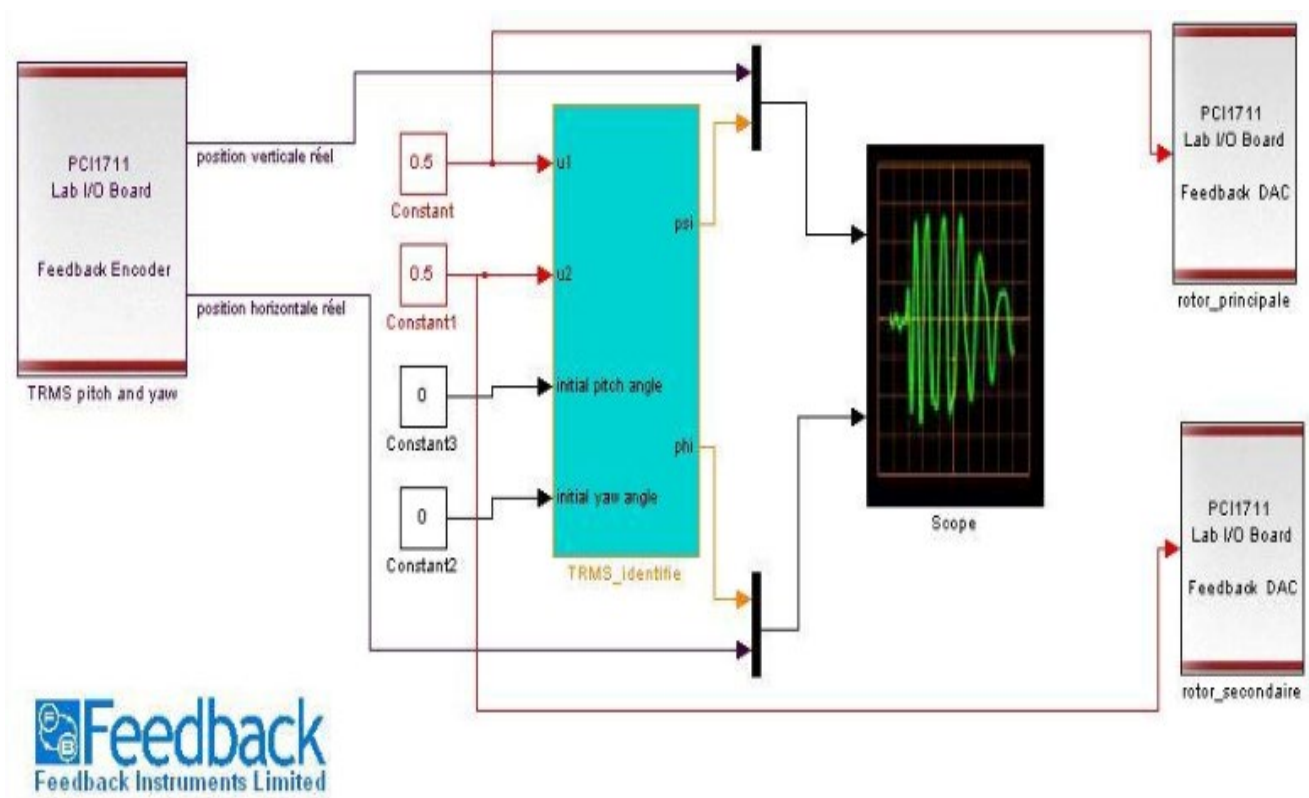 PCI1711
Lab I/O Board
Feedback Encoder
TRMS pitch and yaw
position verticale réel
position horizontale réel
0.5
Constant
0.5
Constant1
0
Constant3
0
Constant2
u1
u2
initial pitch angle
initial yaw angle
psi
phi
TRMS_identifie
Scope
PCI1711
Lab I/O Board
Feedback DAC
rotor_principale
PCI1711
Lab I/O Board
Feedback DAC
rotor_secondaire
F
B
Feedback
Feedback Instruments Limited